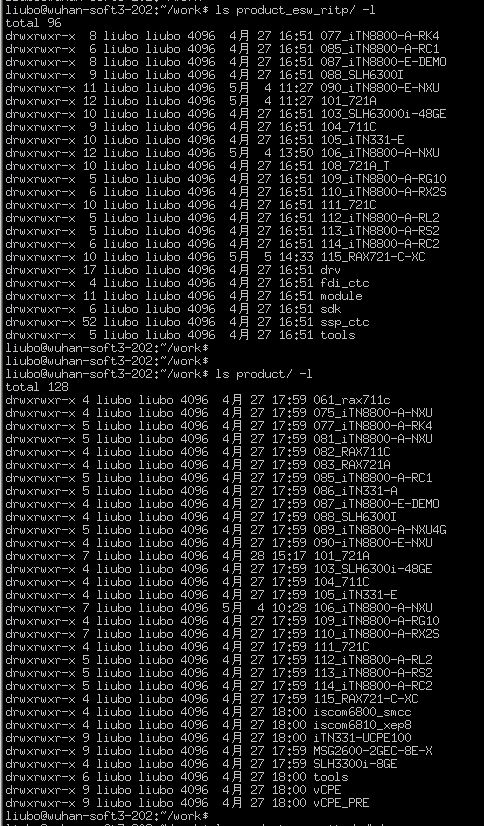 liubo@wuhan-soft3-202:~/work$ ls product_esw_ritp/ -l
total 96
drwxrwxr-x  8 liubo liubo 4096  4月 27 16:51 077_iTN8800-A-RK4
drwxrwxr-x  6 liubo liubo 4096  4月 27 16:51 085_iTN8800-A-RC1
drwxrwxr-x  8 liubo liubo 4096  4月 27 16:51 087_iTN8800-E-DEMO
drwxrwxr-x  9 liubo liubo 4096  4月 27 16:51 088_SLH6300I
drwxrwxr-x 11 liubo liubo 4096  5月  4 11:27 090_iTN8800-E-NXU
drwxrwxr-x 12 liubo liubo 4096  5月  4 11:27 101_721A
drwxrwxr-x 10 liubo liubo 4096  4月 27 16:51 103_SLH63000i-48GE
drwxrwxr-x  9 liubo liubo 4096  4月 27 16:51 104_711C
drwxrwxr-x 10 liubo liubo 4096  4月 27 16:51 105_iTN331-E
drwxrwxr-x 12 liubo liubo 4096  5月  4 13:50 106_iTN8800-A-NXU
drwxrwxr-x 10 liubo liubo 4096  4月 27 16:51 108_721A_T
drwxrwxr-x  5 liubo liubo 4096  4月 27 16:51 109_iTN8800-A-RG10
drwxrwxr-x  6 liubo liubo 4096  4月 27 16:51 110_iTN8800-A-RX2S
drwxrwxr-x 10 liubo liubo 4096  4月 27 16:51 111_721C
drwxrwxr-x  5 liubo liubo 4096  4月 27 16:51 112_iTN8800-A-RL2
drwxrwxr-x  5 liubo liubo 4096  4月 27 16:51 113_iTN8800-A-RS2
drwxrwxr-x  6 liubo liubo 4096  4月 27 16:51 114_iTN8800-A-RC2
drwxrwxr-x 10 liubo liubo 4096  5月  5 14:33 115_RAX721-C-XC
drwxrwxr-x 17 liubo liubo 4096  4月 27 16:51 drv
drwxrwxr-x  4 liubo liubo 4096  4月 27 16:51 fdi_ctc
drwxrwxr-x 11 liubo liubo 4096  4月 27 16:51 module
drwxrwxr-x  6 liubo liubo 4096  4月 27 16:51 sdk
drwxrwxr-x 52 liubo liubo 4096  4月 27 16:51 ssp_ctc
drwxrwxr-x  5 liubo liubo 4096  4月 27 16:51 tools
liubo@wuhan-soft3-202:~/work$
liubo@wuhan-soft3-202:~/work$
liubo@wuhan-soft3-202:~/work$ ls product/ -l
total 128
drwxrwxr-x 4 liubo liubo 4096  4月 27 17:59 061_rax711c
drwxrwxr-x 4 liubo liubo 4096  4月 27 17:59 075_iTN8800-A-NXU
drwxrwxr-x 5 liubo liubo 4096  4月 27 17:59 077_iTN8800-A-RK4
drwxrwxr-x 5 liubo liubo 4096  4月 27 17:59 081_iTN8800-A-NXU
drwxrwxr-x 4 liubo liubo 4096  4月 27 17:59 082_RAX711C
drwxrwxr-x 4 liubo liubo 4096  4月 27 17:59 083_RAX721A
drwxrwxr-x 5 liubo liubo 4096  4月 27 17:59 085_iTN8800-A-RC1
drwxrwxr-x 5 liubo liubo 4096  4月 27 17:59 086_iTN331-A
drwxrwxr-x 4 liubo liubo 4096  4月 27 17:59 087_iTN8800-E-DEMO
drwxrwxr-x 4 liubo liubo 4096  4月 27 17:59 088_SLH6300I
drwxrwxr-x 5 liubo liubo 4096  4月 27 17:59 089_iTN8800-A-NXU4G
drwxrwxr-x 4 liubo liubo 4096  4月 27 17:59 090-iTN8800-E-NXU
drwxrwxr-x 7 liubo liubo 4096  4月 28 15:17 101_721A
drwxrwxr-x 4 liubo liubo 4096  4月 27 17:59 103_SLH6300i-48GE
drwxrwxr-x 4 liubo liubo 4096  4月 27 17:59 104_711C
drwxrwxr-x 4 liubo liubo 4096  4月 27 17:59 105_iTN331-E
drwxrwxr-x 7 liubo liubo 4096  5月  4 10:28 106_iTN8800-A-NXU
drwxrwxr-x 4 liubo liubo 4096  4月 27 17:59 109_iTN8800-A-RG10
drwxrwxr-x 7 liubo liubo 4096  4月 27 17:59 110_iTN8800-A-RX2S
drwxrwxr-x 4 liubo liubo 4096  4月 27 17:59 111_721C
drwxrwxr-x 5 liubo liubo 4096  4月 27 17:59 112_iTN8800-A-RL2
drwxrwxr-x 5 liubo liubo 4096  4月 27 17:59 113_iTN8800-A-RS2
drwxrwxr-x 5 liubo liubo 4096  4月 27 17:59 114_iTN8800-A-RC2
drwxrwxr-x 4 liubo liubo 4096  4月 27 17:59 115_RAX721-C-XC
drwxrwxr-x 4 liubo liubo 4096  4月 27 18:00 iscom6800_smcc
drwxrwxr-x 4 liubo liubo 4096  4月 27 18:00 iscom6810_xep8
drwxrwxr-x 9 liubo liubo 4096  4月 27 18:00 iTN331-UCPE100
drwxrwxr-x 9 liubo liubo 4096  4月 27 17:59 MSG2600-2GEC-8E-X
drwxrwxr-x 4 liubo liubo 4096  4月 27 17:59 SLH3300i-8GE
drwxrwxr-x 6 liubo liubo 4096  4月 27 18:00 tools
drwxrwxr-x 9 liubo liubo 4096  4月 27 18:00 vCPE
drwxrwxr-x 9 liubo liubo 4096  4月 27 18:00 vCPE_PRE
liubo@wuhan-soft3-202:~/work$